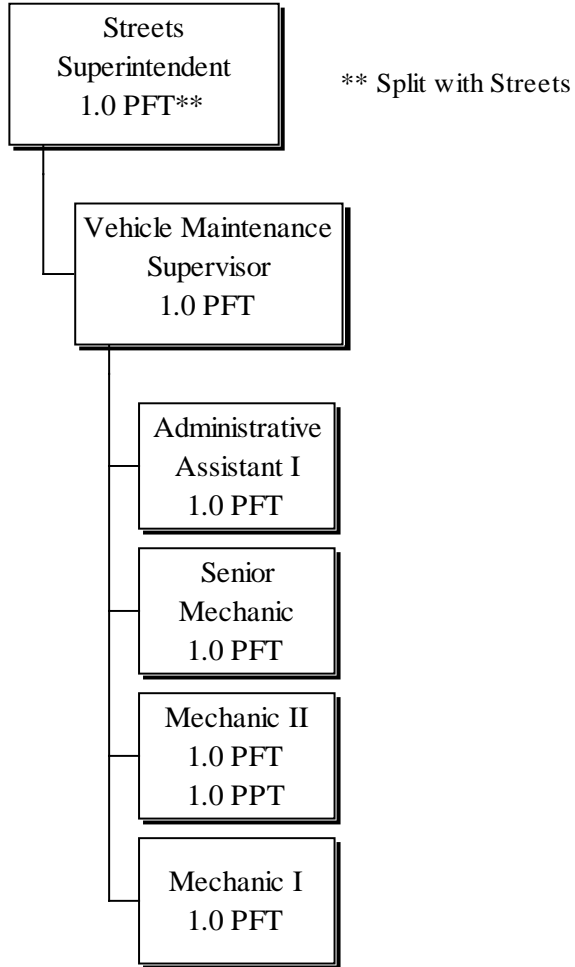 Streets
Superintendent
1.0 PFT**
** Split with Streets
Vehicle Maintenance
Supervisor
1.0 PFT
Administrative
Assistant I
1.0 PFT
Senior
Mechanic
1.0 PFT
Mechanic II
1.0 PFT
1.0 PPT
Mechanic I
1.0 PFT